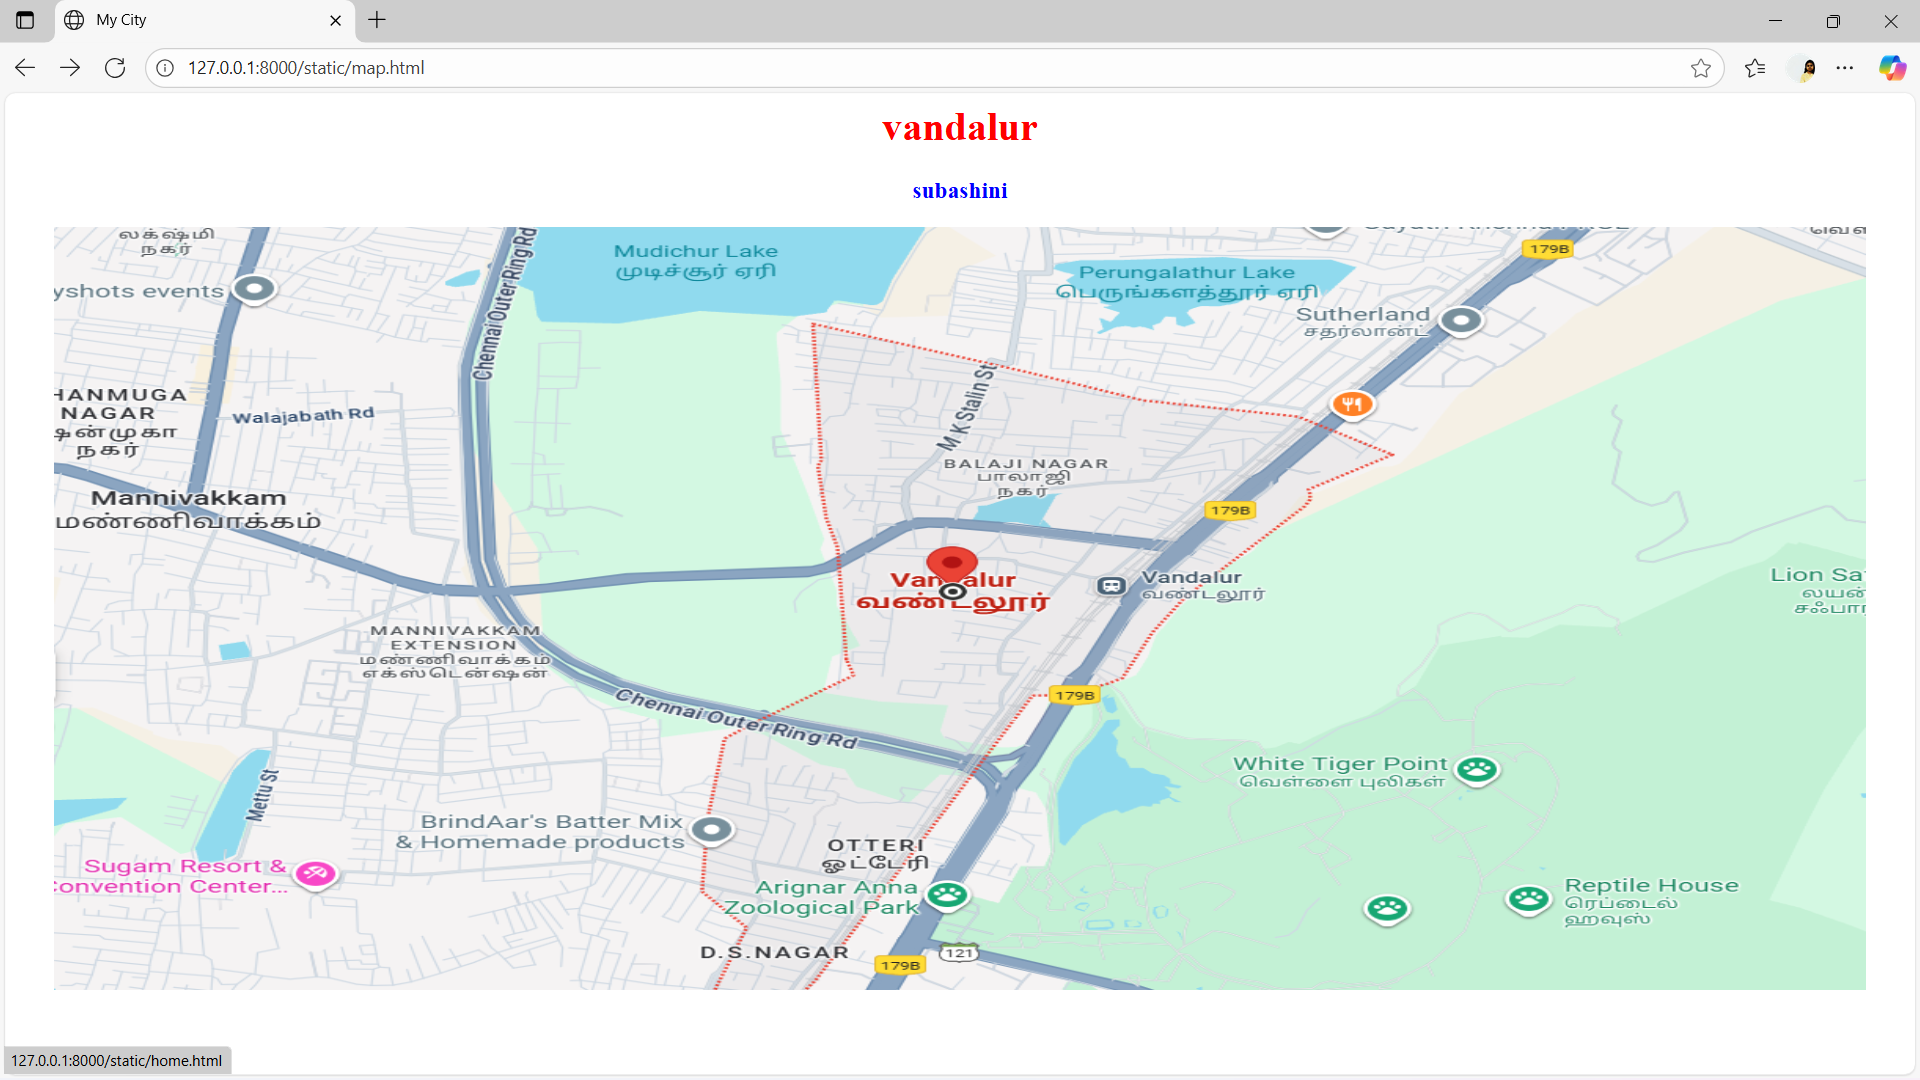 My City
127.0.0.1:8000/static/map.html
vandalur
subashini
லக்ஷ்மி
நகர்
Mudichur Lake
முடிச்சூர் ஏரி
179B
Perungalathur Lake
பெருங்களத்தூர் ஏரி
yshots events
Sutherland
சதர்லாண்ட்
Chennai Outer Ring Rd
HANMUGA
NAGAR
ஷண்முகா
நகர்
Walajabath Rd
M K Stalin St
BALAJI NAGAR
பாலாஜி
நகர்
Mannivakkam
மண்ணிவாக்கம்
179B
Vandalur
வண்டலூர்
Vandalur
வண்டலூர்
Lion Sa
லயன்
சஃபாரி
MANNIVAKKAM
EXTENSION
மண்ணிவாக்கம்
எக்ஸ்டென்ஷன்
Chennai Outer Ring Rd
179B
White Tiger Point
வெள்ளை புலிகள்
Mettu St
BrindAar's Batter Mix
& Homemade products
OTTERI
ஓட்டேரி
Sugam Resort &
Convention Center...
Arignar Anna
Zoological Park
Reptile House
ரெப்டைல்
ஹவுஸ்
D.S.NAGAR
179B
121
127.0.0.1:8000/static/home.html